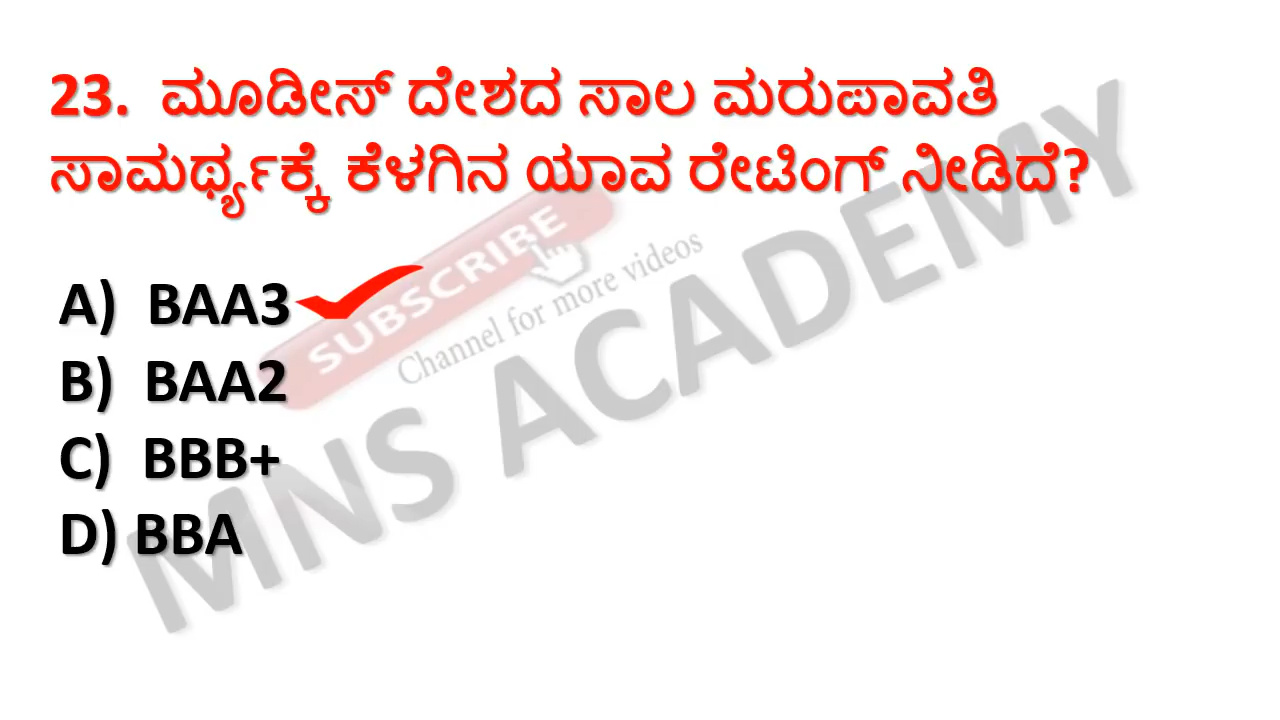 23. ಮೂಡೀಸ್ ದೇಶದ ಸಾಲ ಮರುಪಾವತಿ
ಸಾಮರ್ಥ್ಯಕ್ಕೆ ಕೆಳಗಿನ ಯಾವ ರೇಟಿಂಗ್ ನೀಡಿದೆ?
A) BAA3
B) BAA2
C) BBB+
D) BBA
SUBSCRIBE
Channel for more videos
MNS ACADEMY